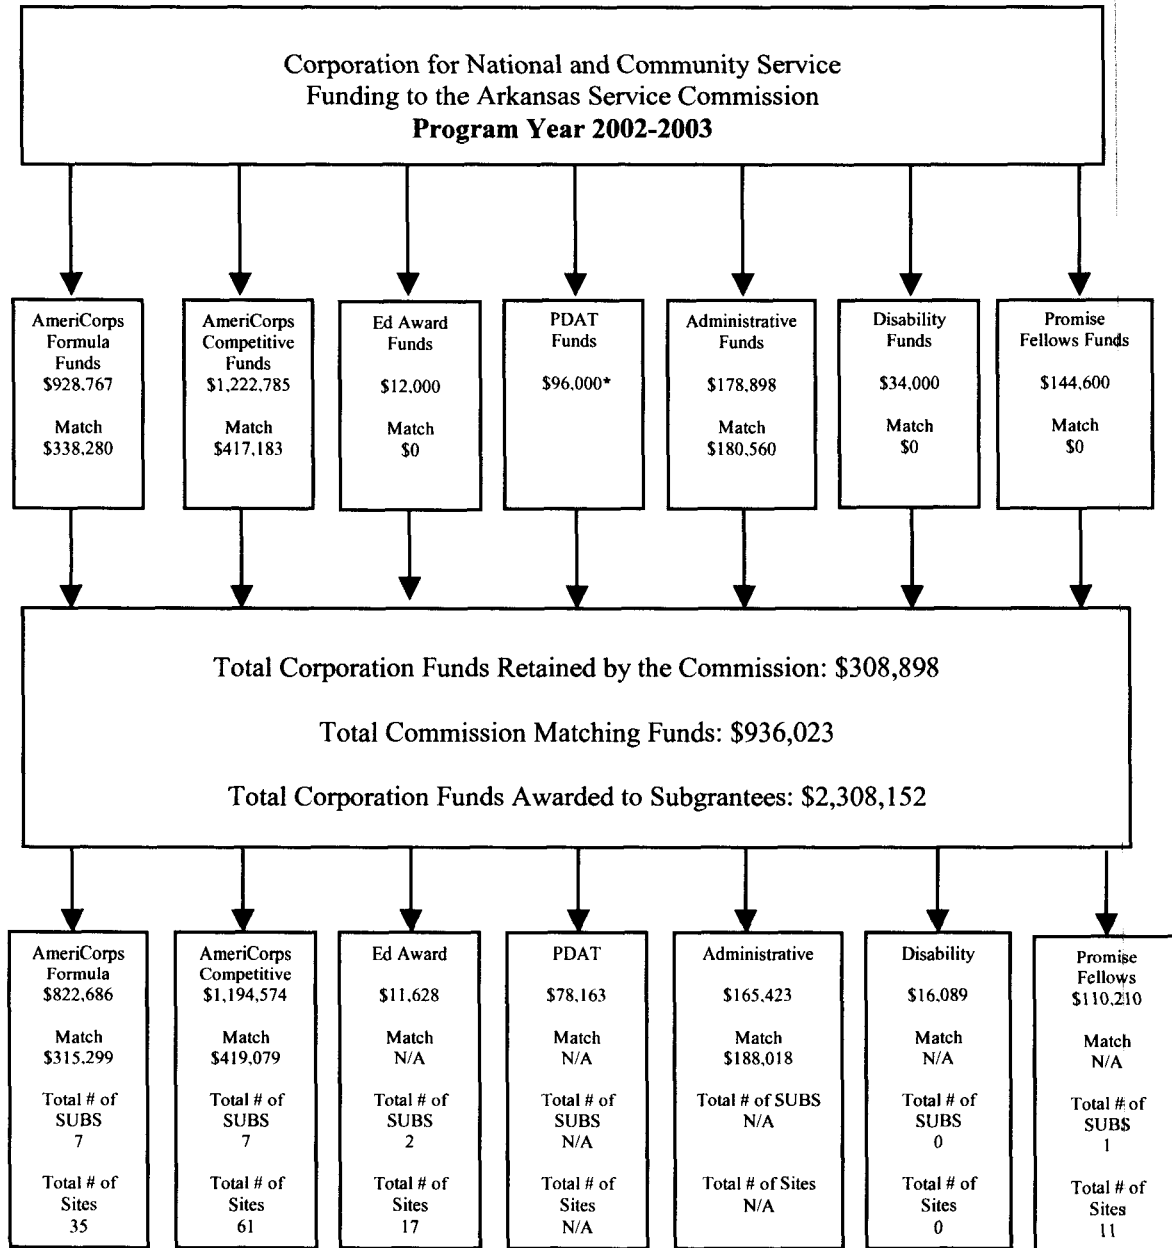 Corporation for National and Community Service
Funding to the Arkansas Service Commission
Program Year 2002-2003
AmeriCorps
Formula
Funds
$928,767
Match
$338,280
AmeriCorps
Competitive
Funds
$1,222,785
Match
$417,183
Ed Award
Funds
$12,000
Match
$0
PDAT
Funds
$96,000*
Administrative
Funds
$178,898
Match
$180,560
Disability
Funds
$34,000
Match
$0
Promise
Fellows Funds
$144,600
Match
$0
Total Corporation Funds Retained by the Commission: $308,898
Total Commission Matching Funds: $936,023
Total Corporation Funds Awarded to Subgrantees: $2,308,152
AmeriCorps
Formula
$822,686
Match
$315,299
Total # of
SUBS
7
Total # of
Sites
35
AmeriCorps
Competitive
$1,194,574
Match
$419,079
Total # of
SUBS
7
Total # of
Sites
61
Ed Award
$11,628
Match
N/A
Total # of
SUBS
2
Total # of
Sites
17
PDAT
$78,163
Match
N/A
Total # of
SUBS
N/A
Total # of
Sites
N/A
Administrative
$165,423
Match
$188,018
Total # of SUBS
N/A
Total # of Sites
N/A
Disability
$16,089
Match
N/A
Total # of
SUBS
0
Total # of
Sites
0
Promise
Fellows
$110,210
Match
N/A
Total # of
SUBS
1
Total # of
Sites
11